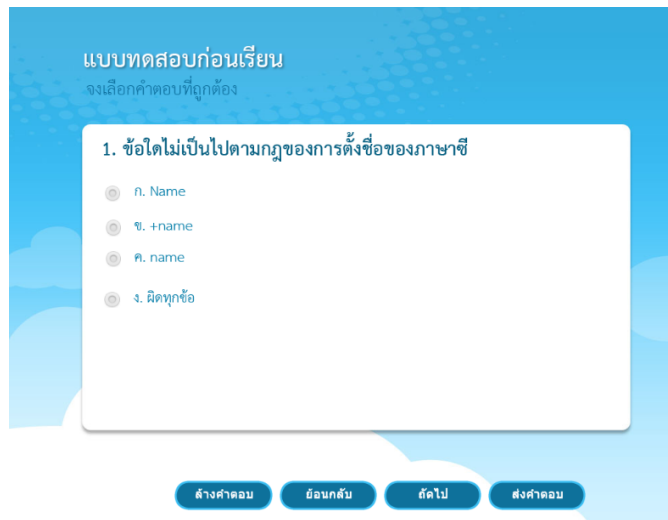 แบบทดสอบก่อนเรียน
จงเลือกคำตอบที่ถูกต้อง
1. ข้อใดไม่เป็นไปตามกฎของการตั้งชื่อของภาษาซี
ก. Name
ข. +name
ค. name
ง. ผิดทุกข้อ
ล้างคำตอบ ย้อนกลับ ถัดไป ส่งคำตอบ